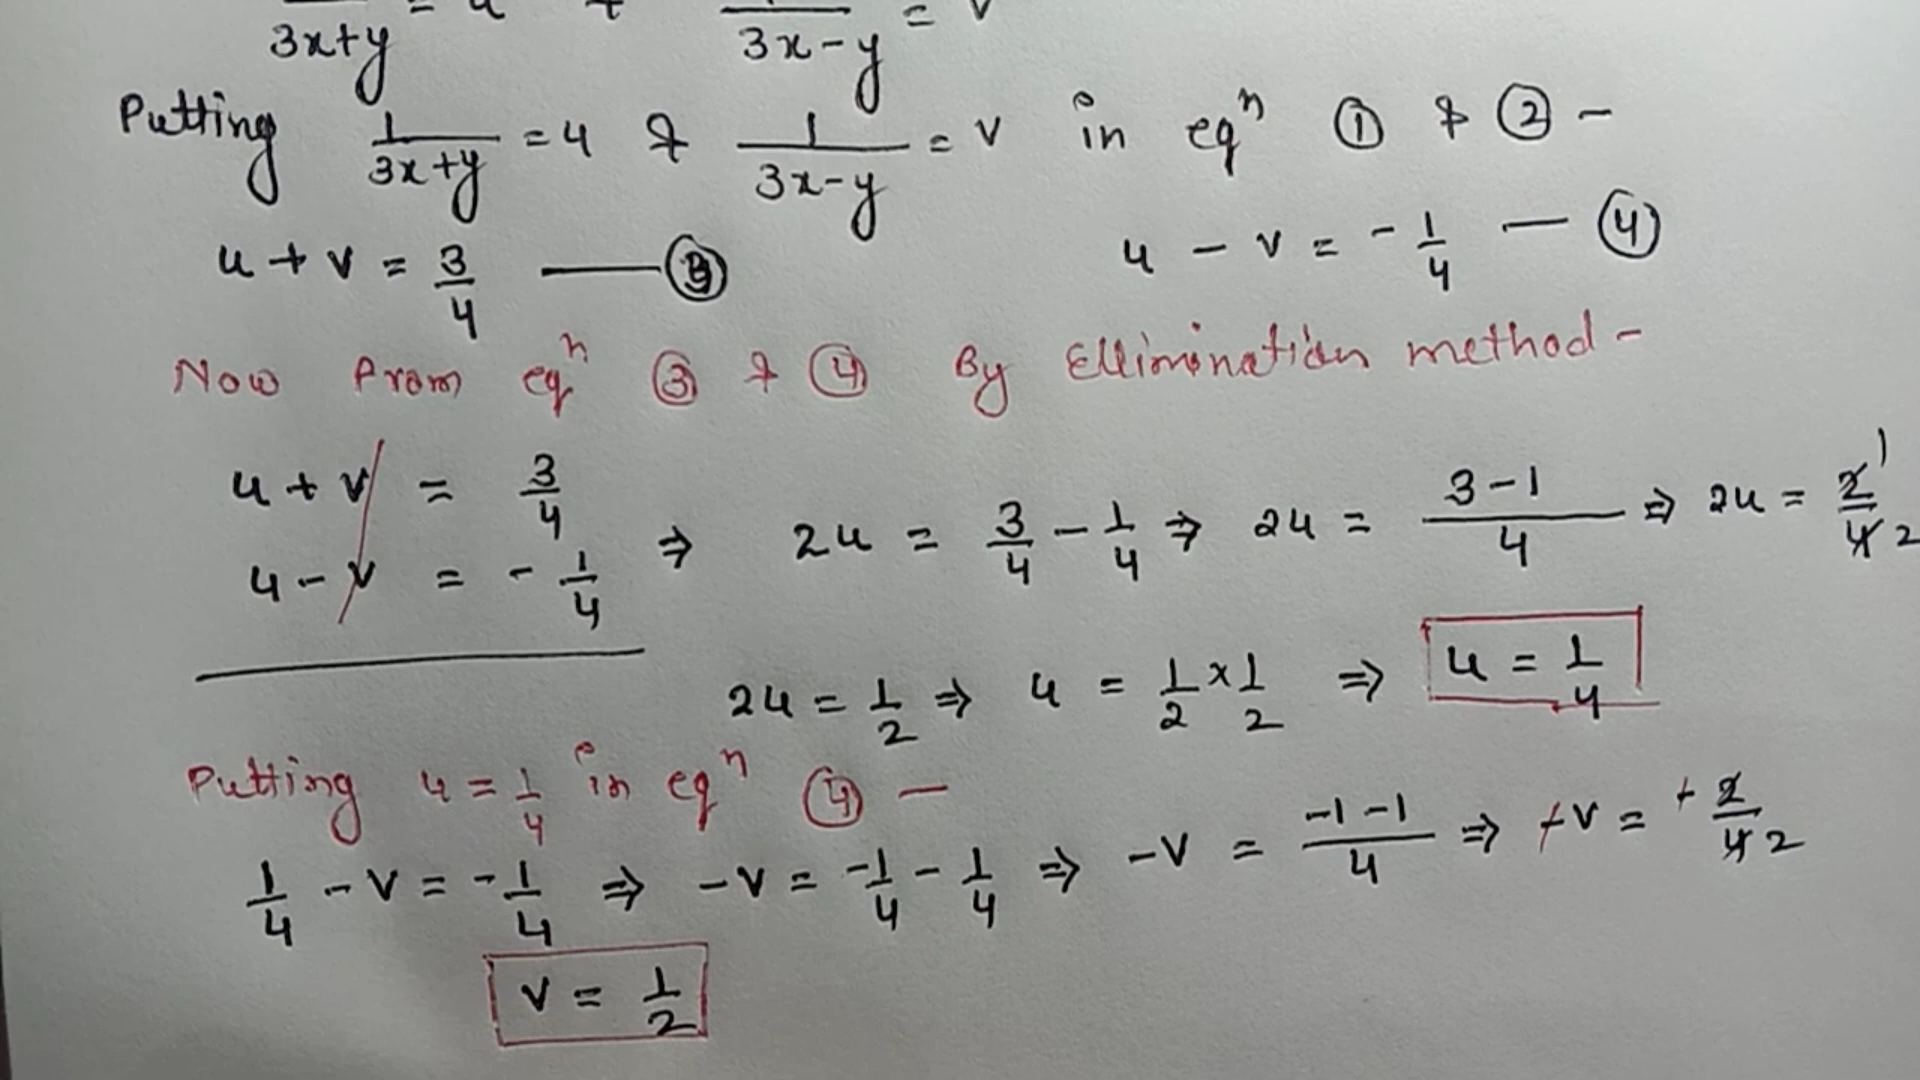 3x+y = u & 3x-y = v
Putting 1/(3x+y) = u & 1/(3x-y) = v in eqⁿ ① & ② -
u + v = 3/4 — ③ u - v = -1/4 — ④
Now From eqⁿ ③ & ④ By Ellimination method -
u + v = 3/4
u - v = -1/4 ⇒ 2u = 3/4 - 1/4 ⇒ 2u = (3-1)/4 ⇒ 2u = 2/4 1 2
2u = 1/2 ⇒ u = 1/2 × 1/2 ⇒ u = 1/4
Putting u = 1/4 in eqⁿ ④ -
1/4 - v = -1/4 ⇒ -v = -1/4 - 1/4 ⇒ -v = (-1-1)/4 ⇒ +v = +2/4 2
v = 1/2